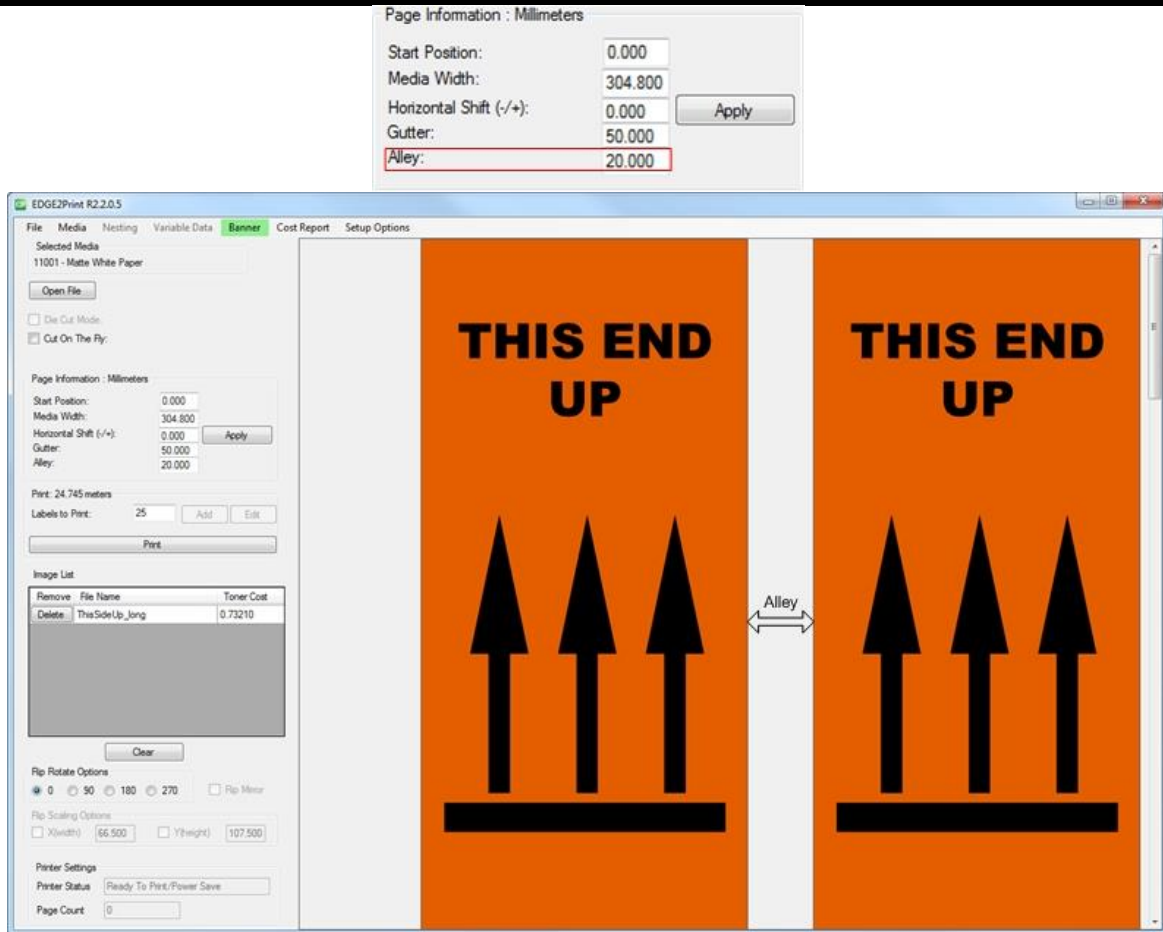 Page Information : Millimeters
Start Position: 0.000
Media Width: 304.800
Horizontal Shift (-/+): 0.000 Apply
Gutter: 50.000
Alley: 20.000
EDGE2Print R2.2.0.5
File Media Nesting Variable Data Banner Cost Report Setup Options
Selected Media
11001 - Matte White Paper
Open File
Die Cut Mode.
Cut On The Fly:
Page Information : Millimeters
Start Position: 0.000
Media Width: 304.800
Horizontal Shift (-/+): 0.000 Apply
Gutter: 50.000
Alley: 20.000
Print: 24.745 meters
Labels to Print: 25 Add Edit
Print
Image List
Remove File Name Toner Cost
Delete ThisSideUp_long 0.73210
Clear
Rip Rotate Options
0 90 180 270 Rip Mirror
Rip Scaling Options
X(width) 66.500 Y(height) 107.500
Printer Settings
Printer Status Ready To Print/Power Save
Page Count 0
THIS END
UP
Alley
THIS END
UP